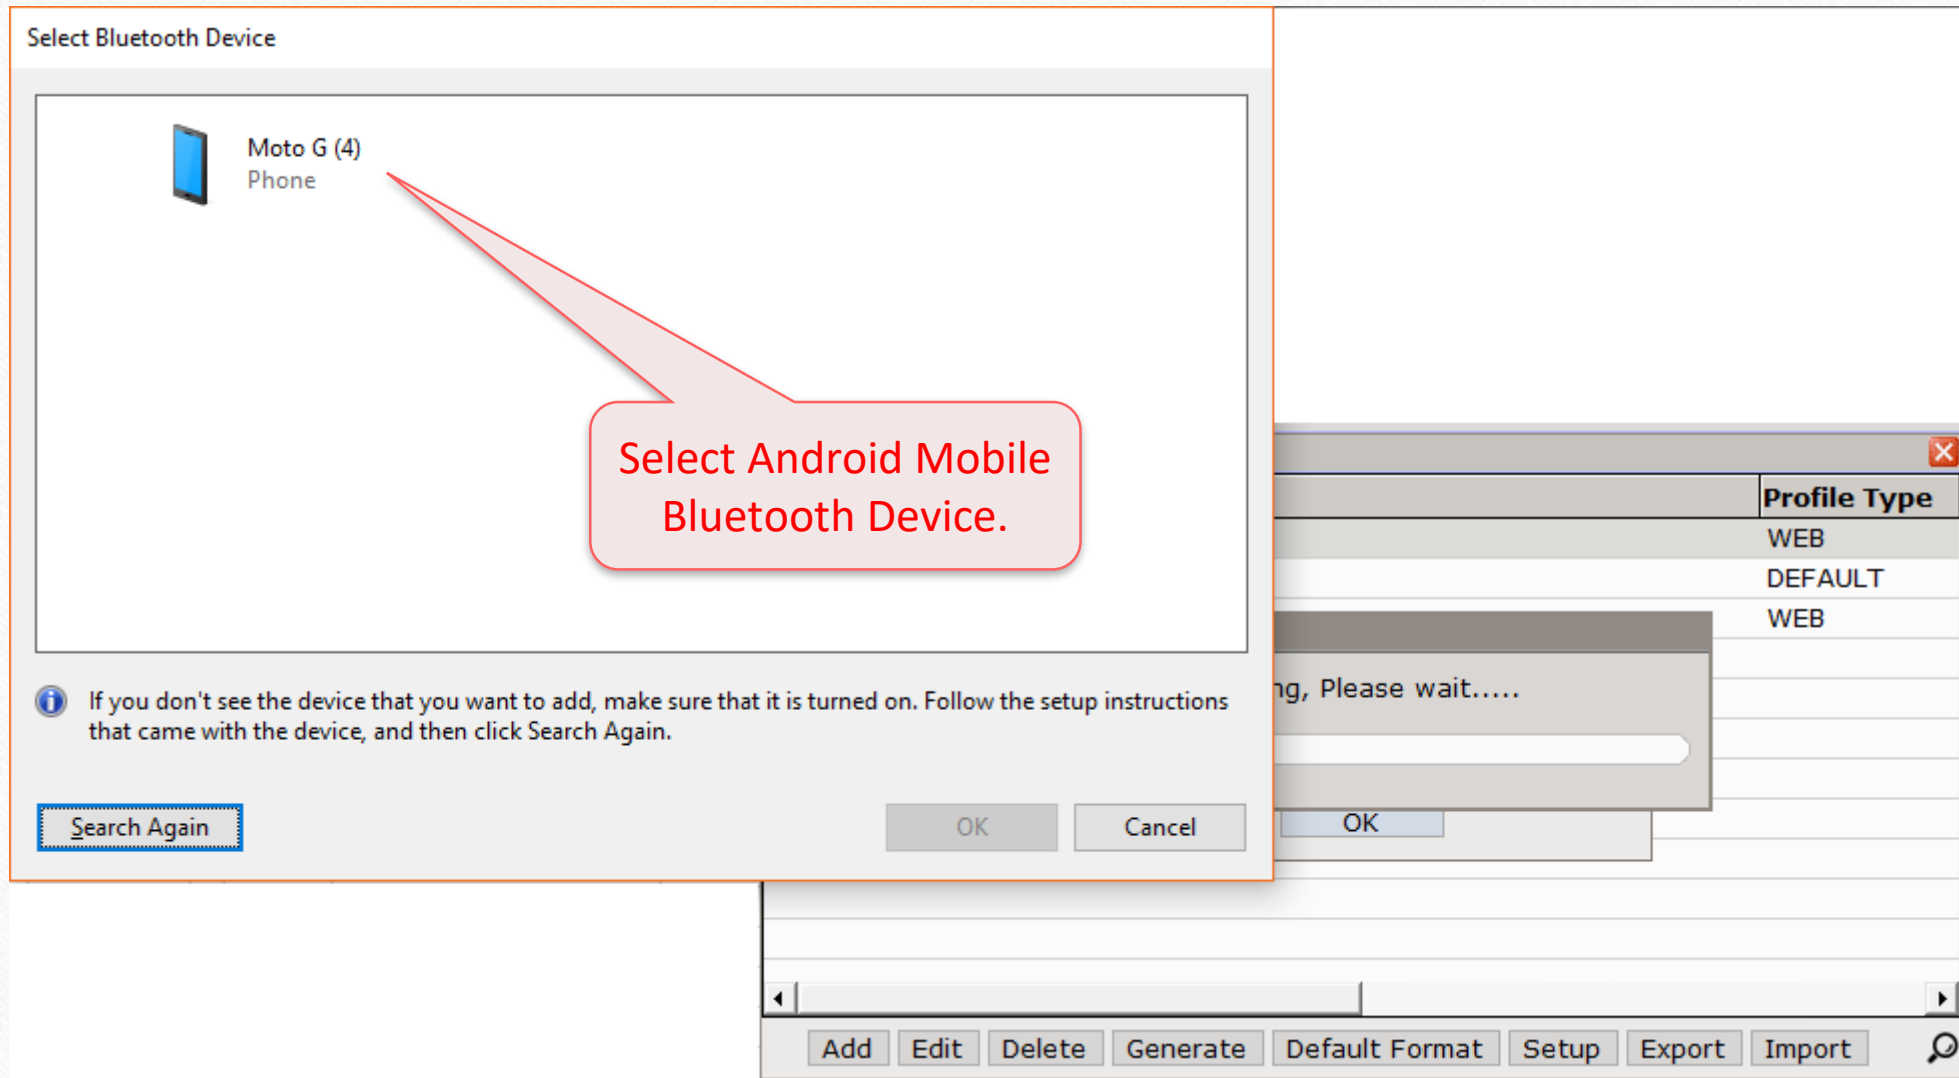 Select Bluetooth Device
Moto G (4)
Phone
Select Android Mobile
Bluetooth Device.
If you don't see the device that you want to add, make sure that it is turned on. Follow the setup instructions
that came with the device, and then click Search Again.
Search Again
OK
Cancel
Profile Type
WEB
DEFAULT
WEB
Please wait.....
OK
Add
Edit
Delete
Generate
Default Format
Setup
Export
Import